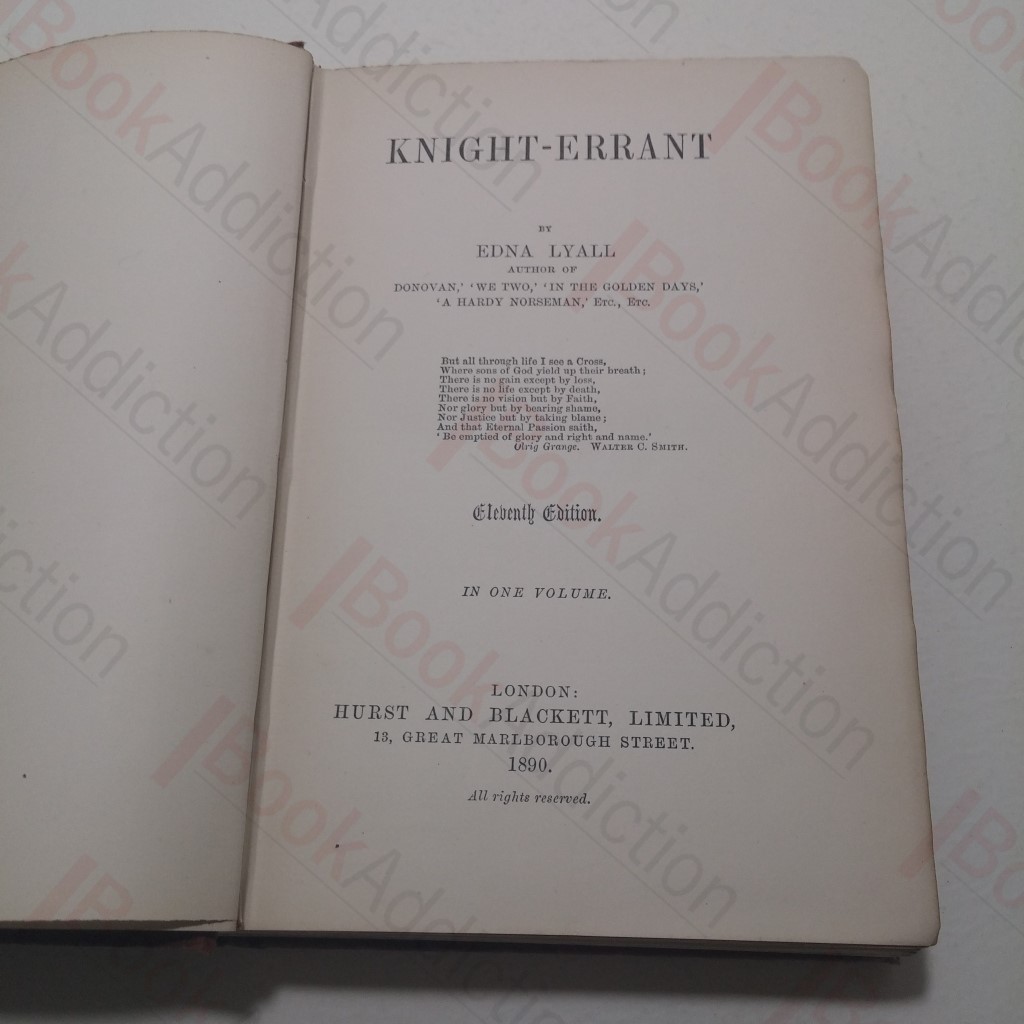 KNIGHT-ERRANT
BY
EDNA LYALL
AUTHOR OF
DONOVAN,' 'WE TWO,' 'IN THE GOLDEN DAYS,'
'A HARDY NORSEMAN,' ETC., ETC.
But all through life I see a Cross,
Where sons of God yield up their breath;
There is no gain except by loss,
There is no life except by death,
There is no vision but by Faith,
Nor glory but by bearing shame,
Nor Justice but by taking blame;
And that Eternal Passion saith,
'Be emptied of glory and right and name.'
Olrig Grange. WALTER C. SMITH.
Eleventh Edition.
IN ONE VOLUME.
LONDON:
HURST AND BLACKETT, LIMITED,
13, GREAT MARLBOROUGH STREET.
1890.
All rights reserved.
BookAddiction